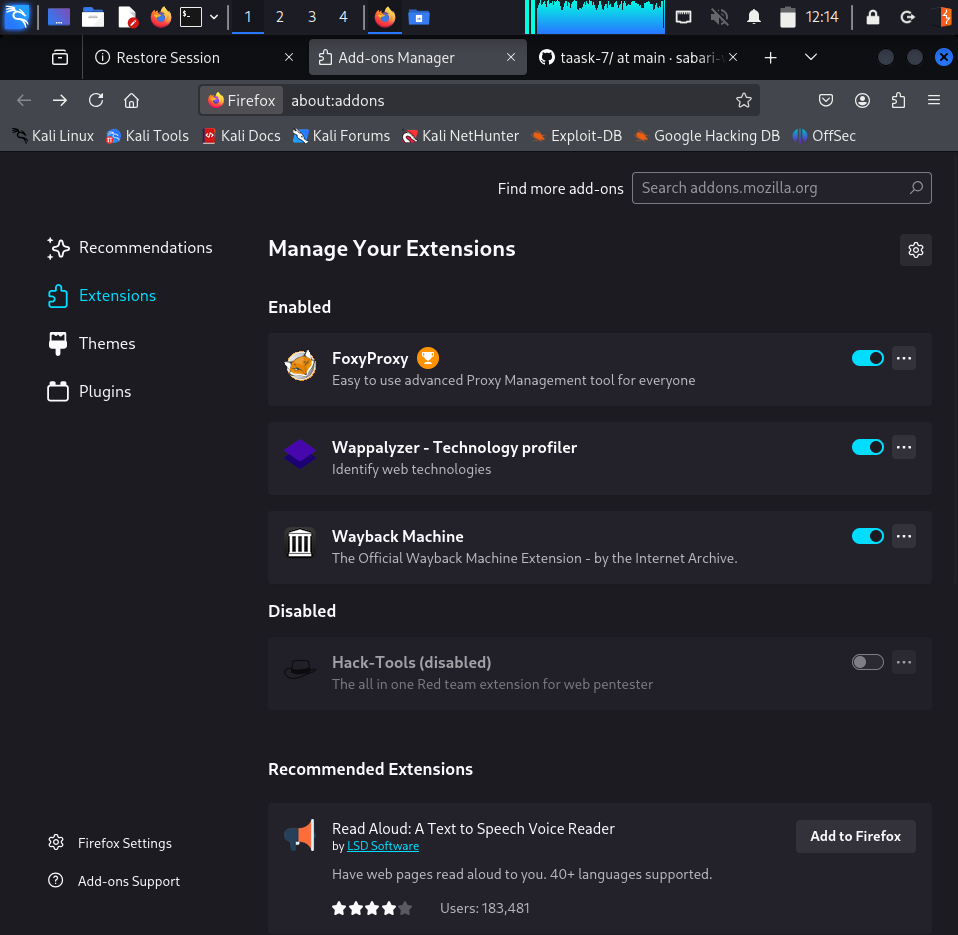 1 2 3 4 12:14
Restore Session Add-ons Manager taask-7/ at main · sabari-
Firefox about:addons
Kali Linux Kali Tools Kali Docs Kali Forums Kali NetHunter Exploit-DB Google Hacking DB OffSec
Find more add-ons Search addons.mozilla.org
Recommendations
Extensions
Themes
Plugins
Manage Your Extensions
Enabled
FoxyProxy
Easy to use advanced Proxy Management tool for everyone
Wappalyzer - Technology profiler
Identify web technologies
Wayback Machine
The Official Wayback Machine Extension - by the Internet Archive.
Disabled
Hack-Tools (disabled)
The all in one Red team extension for web pentester
Recommended Extensions
Read Aloud: A Text to Speech Voice Reader
by LSD Software
Add to Firefox
Have web pages read aloud to you. 40+ languages supported.
Users: 183,481
Firefox Settings
Add-ons Support